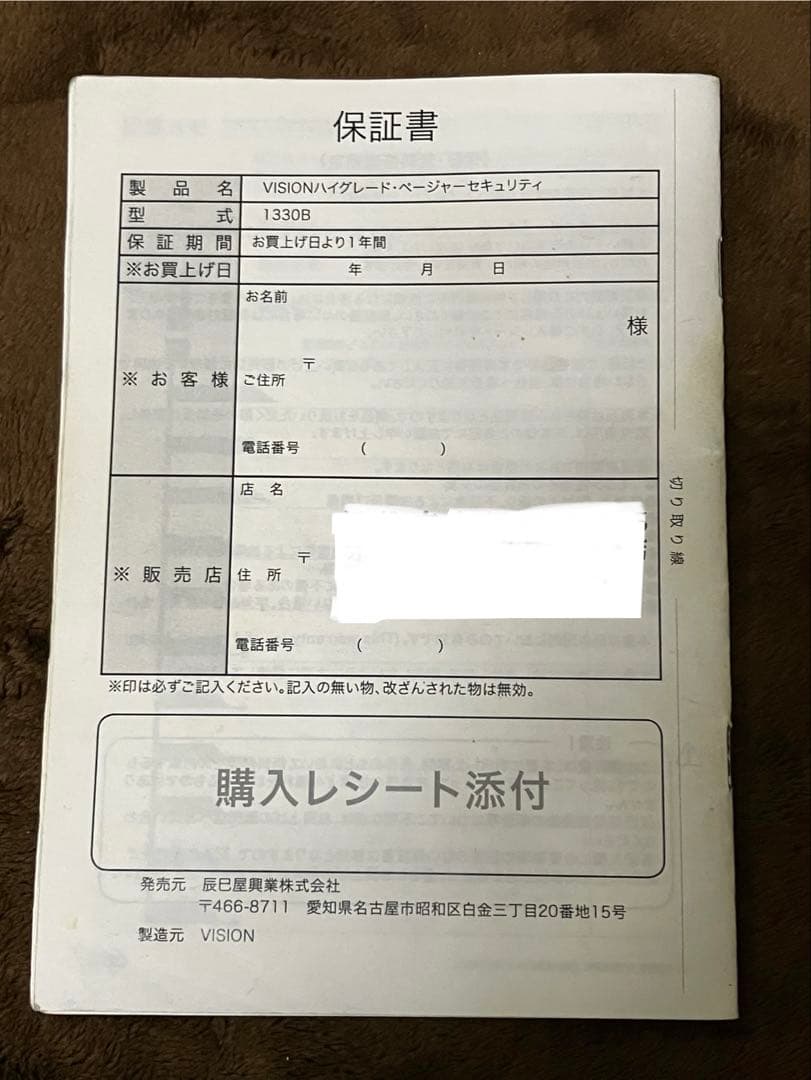 保証書
製品名 VISIONハイグレード・ページャーセキュリティ
型式 1330B
保証期間 お買上げ日より1年間
※お買上げ日 年 月 日
お名前
様
〒
※お客様 ご住所
電話番号 ( )
店名
〒
※販売店 住所
電話番号 ( )
切り取り線
※印は必ずご記入ください。記入の無い物、改ざんされた物は無効。
購入レシート添付
発売元 辰巳屋興業株式会社
〒466-8711 愛知県名古屋市昭和区白金三丁目20番地15号
製造元 VISION